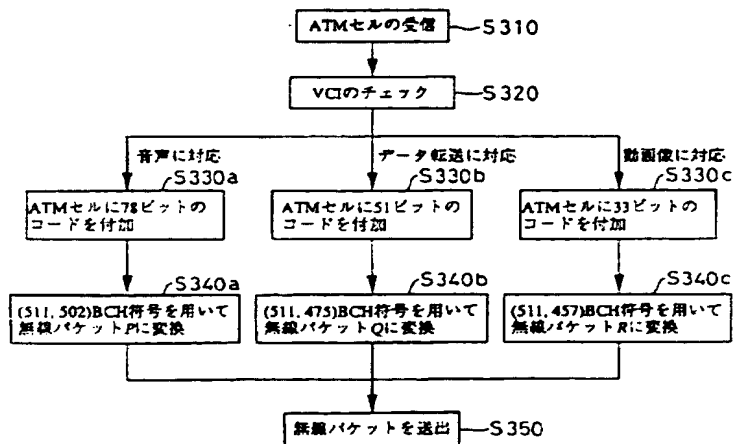 ATMセルの受信
S310
VCIのチェック
S320
音声に対応
データ転送に対応
動画像に対応
S330a
S330b
S330c
ATMセルに78ビットの
コードを付加
ATMセルに51ビットの
コードを付加
ATMセルに33ビットの
コードを付加
S340a
S340b
S340c
(511, 502)BCH符号を用いて
無線パケットPに変換
(511, 475)BCH符号を用いて
無線パケットQに変換
(511, 457)BCH符号を用いて
無線パケットRに変換
無線パケットを送出
S350